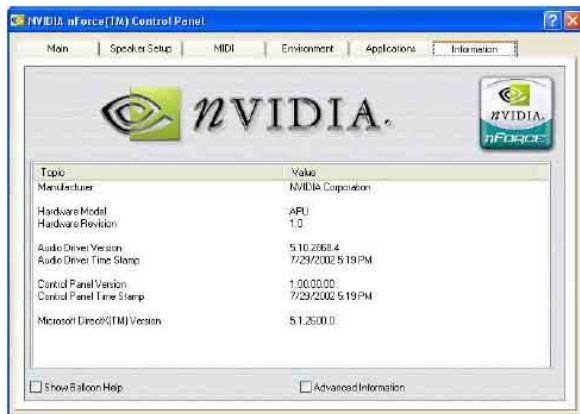 NVIDIA nForce(TM) Control Panel
Main Speaker Setup MIDI Environment Applications Information
nVIDIA.
nVIDIA.
nFORCE
Topic Value
Manufacturer NVIDIA Corporation
Hardware Model APU
Hardware Revision 1.0
Audio Driver Version 5.10.2868.4
Audio Driver Time Stamp 7/29/2002 5:19 PM
Control Panel Version 1.00.00.00
Control Panel Time Stamp 7/29/2002 5:19 PM
Microsoft DirectX(TM) Version 5.1.2600.0
Show Balloon Help Advanced Information